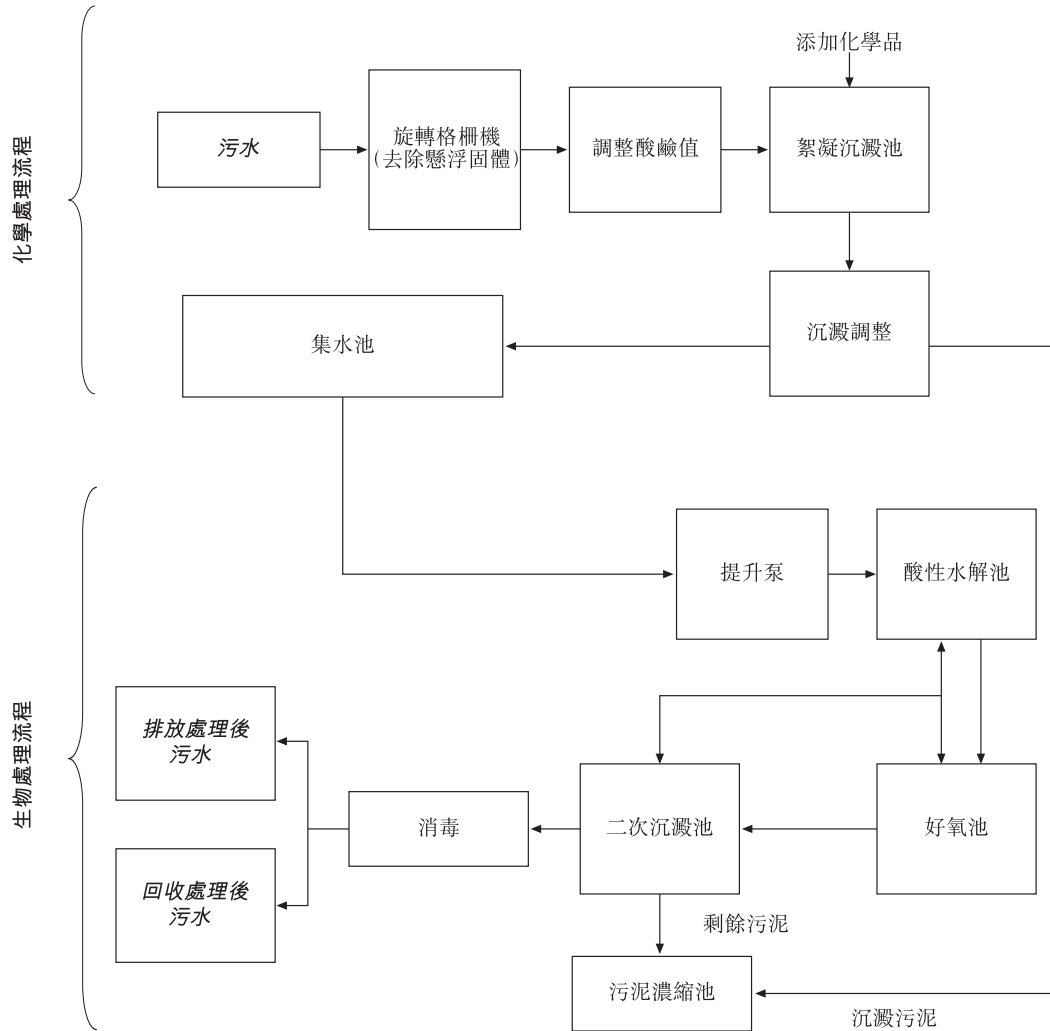 化學處理流程
添加化學品
污水
旋轉格柵機
(去除懸浮固體)
調整酸鹼值
絮凝沉澱池
集水池
沉澱調整
生物處理流程
提升泵
酸性水解池
排放處理後
污水
消毒
二次沉澱池
好氧池
回收處理後
污水
剩餘污泥
污泥濃縮池
沉澱污泥